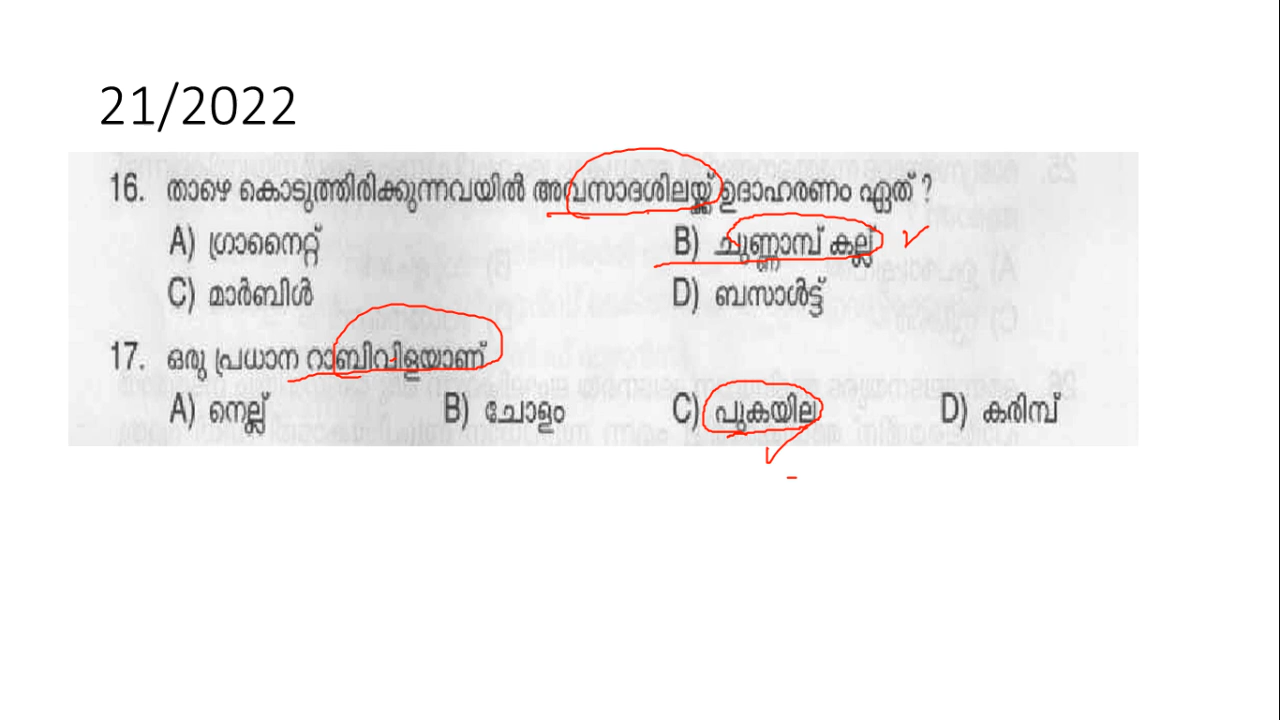 21/2022
16. താഴെ കൊടുത്തിരിക്കുന്നവയിൽ അവസാദശിലയ്ക്ക് ഉദാഹരണം ഏത് ?
A) ഗ്രാനൈറ്റ് B) ചുണ്ണാമ്പ് കല്ല്
C) മാർബിൾ D) ബസാൾട്ട്
17. ഒരു പ്രധാന റാബിവിളയാണ്
A) നെല്ല് B) ചോളം C) പുകയില D) കരിമ്പ്